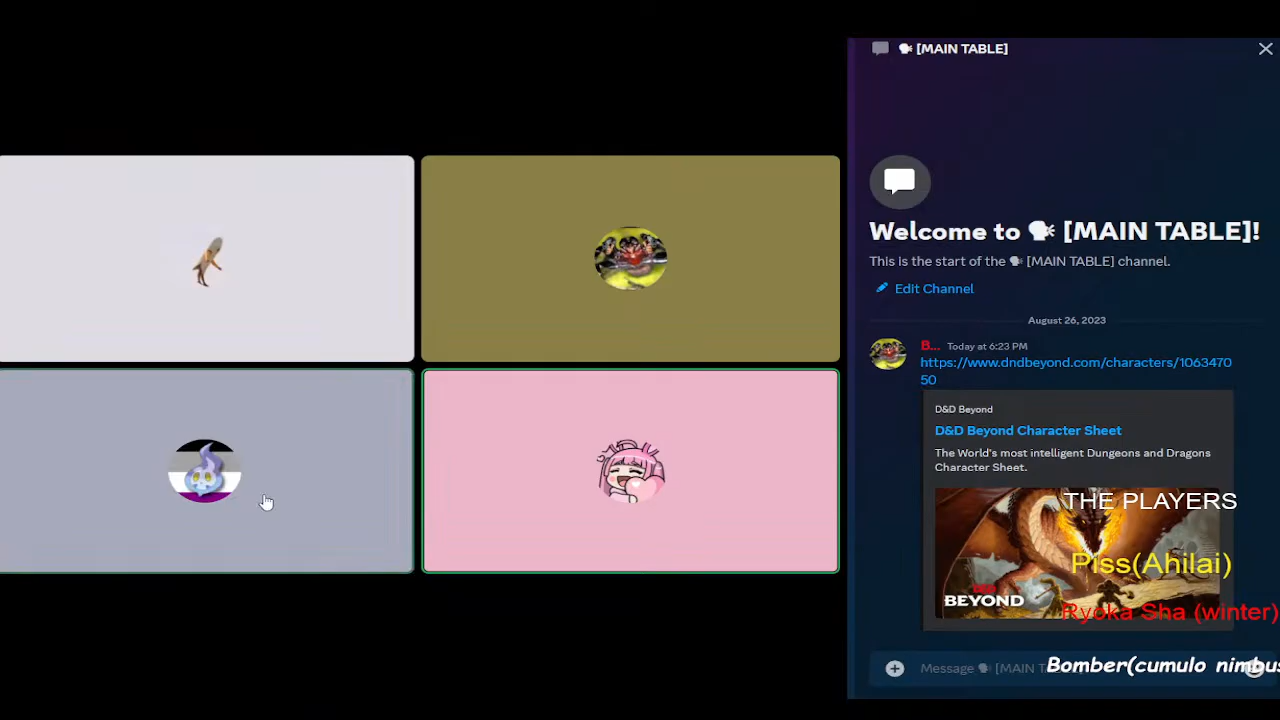 [MAIN TABLE]
Welcome to [MAIN TABLE]!
This is the start of the [MAIN TABLE] channel.
Edit Channel
August 26, 2023
B... Today at 6:23 PM
https://www.dndbeyond.com/characters/1063470
50
D&D Beyond
D&D Beyond Character Sheet
The World's most intelligent Dungeons and Dragons
Character Sheet.
THE PLAYERS
Piss(Ahilai)
D&D
BEYOND
Ryoka Sha (winter)
Message [MAIN
Bomber(cumulo nimbus